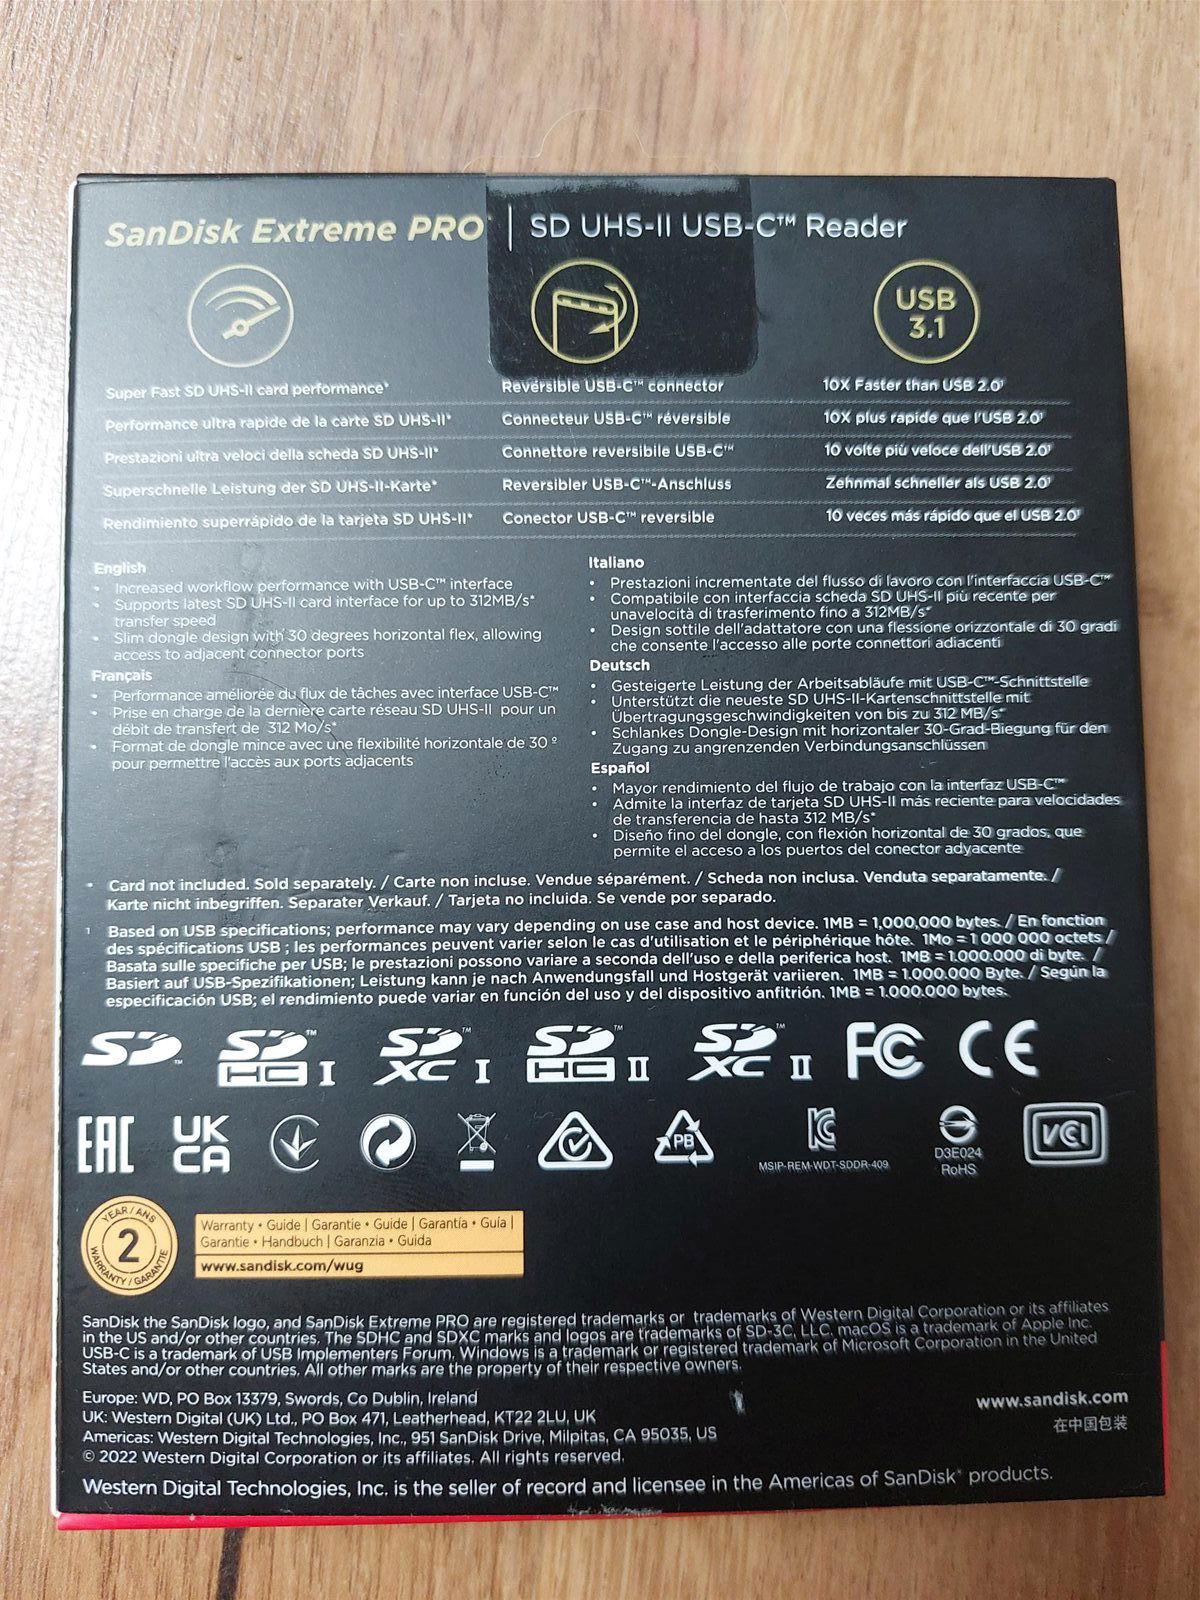 SanDisk Extreme PRO® | SD UHS-II USB-C™ Reader
USB
3.1
Super Fast SD UHS-II card performance*
Reversible USB-C™ connector
10X Faster than USB 2.0¹
Performance ultra rapide de la carte SD UHS-II*
Connecteur USB-C™ réversible
10X plus rapide que l'USB 2.0¹
Prestazioni ultra veloci della scheda SD UHS-II*
Connettore reversibile USB-C™
10 volte più veloce dell'USB 2.0¹
Superschnelle Leistung der SD UHS-II-Karte*
Reversibler USB-C™-Anschluss
Zehnmal schneller als USB 2.0¹
Rendimiento superrápido de la tarjeta SD UHS-II*
Conector USB-C™ reversible
10 veces más rápido que el USB 2.0¹
English
• Increased workflow performance with USB-C™ interface
• Supports latest SD UHS-II card interface for up to 312MB/s*
transfer speed
• Slim dongle design with 30 degrees horizontal flex, allowing
access to adjacent connector ports
Français
• Performance améliorée du flux de tâches avec interface USB-C™
• Prise en charge de la dernière carte réseau SD UHS-II pour un
débit de transfert de 312 Mo/s*
• Format de dongle mince avec une flexibilité horizontale de 30 º
pour permettre l'accès aux ports adjacents
Italiano
• Prestazioni incrementate del flusso di lavoro con l'interfaccia USB-C™
• Compatibile con interfaccia scheda SD UHS-II più recente per
unavelocità di trasferimento fino a 312MB/s*
• Design sottile dell'adattatore con una flessione orizzontale di 30 gradi
che consente l'accesso alle porte connettori adiacenti
Deutsch
• Gesteigerte Leistung der Arbeitsabläufe mit USB-C™-Schnittstelle
• Unterstützt die neueste SD UHS-II-Kartenschnittstelle mit
Übertragungsgeschwindigkeiten von bis zu 312 MB/s*
• Schlankes Dongle-Design mit horizontaler 30-Grad-Biegung für den
Zugang zu angrenzenden Verbindungsanschlüssen
Español
• Mayor rendimiento del flujo de trabajo con la interfaz USB-C™
• Admite la interfaz de tarjeta SD UHS-II más reciente para velocidades
de transferencia de hasta 312 MB/s*
• Diseño fino del dongle, con flexión horizontal de 30 grados, que
permite el acceso a los puertos del conector adyacente
* Card not included. Sold separately. / Carte non incluse. Vendue séparément. / Scheda non inclusa. Venduta separatamente. /
Karte nicht inbegriffen. Separater Verkauf. / Tarjeta no incluida. Se vende por separado.
¹ Based on USB specifications; performance may vary depending on use case and host device. 1MB = 1,000,000 bytes. / En fonction
des spécifications USB ; les performances peuvent varier selon le cas d'utilisation et le périphérique hôte. 1Mo = 1 000 000 octets /
Basata sulle specifiche per USB; le prestazioni possono variare a seconda dell'uso e della periferica host. 1MB = 1.000.000 di byte. /
Basiert auf USB-Spezifikationen; Leistung kann je nach Anwendungsfall und Hostgerät variieren. 1MB = 1.000.000 Byte. / Según la
especificación USB; el rendimiento puede variar en función del uso y del dispositivo anfitrión. 1MB = 1.000.000 bytes.
SD™ SDHC™ I SDXC™ I SDHC™ II SDXC™ II FC CE
EAC UK
CA
PB
MSIP-REM-WDT-SDDR-409
D3E024
RoHS
VCCI
YEAR / ANS
2
WARRANTY / GARANTIE
Warranty • Guide | Garantie • Guide | Garantía • Guía |
Garantie • Handbuch | Garanzia • Guida
www.sandisk.com/wug
SanDisk the SanDisk logo, and SanDisk Extreme PRO are registered trademarks or trademarks of Western Digital Corporation or its affiliates
in the US and/or other countries. The SDHC and SDXC marks and logos are trademarks of SD-3C, LLC. macOS is a trademark of Apple Inc.
USB-C is a trademark of USB Implementers Forum. Windows is a trademark or registered trademark of Microsoft Corporation in the United
States and/or other countries. All other marks are the property of their respective owners.
Europe: WD, PO Box 13379, Swords, Co Dublin, Ireland
UK: Western Digital (UK) Ltd., PO Box 471, Leatherhead, KT22 2LU, UK
Americas: Western Digital Technologies, Inc., 951 SanDisk Drive, Milpitas, CA 95035, US
© 2022 Western Digital Corporation or its affiliates. All rights reserved.
www.sandisk.com
在中国包装
Western Digital Technologies, Inc. is the seller of record and licensee in the Americas of SanDisk® products.